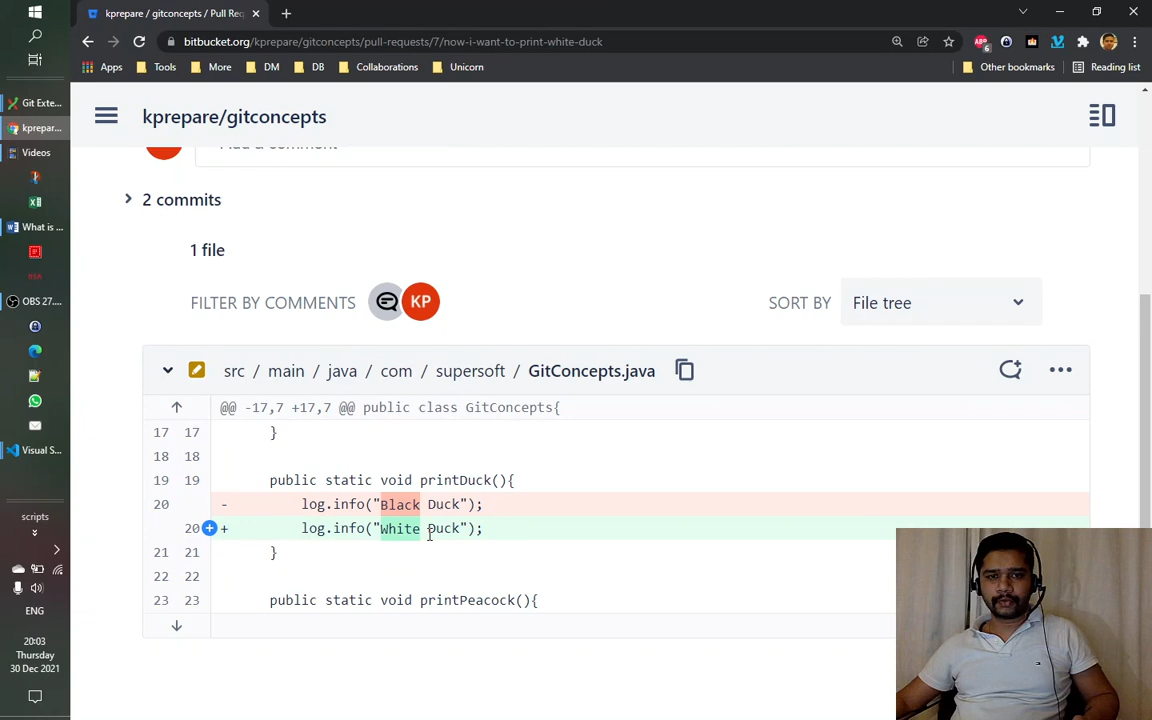 kprepare / gitconcepts / Pull Req
bitbucket.org/kprepare/gitconcepts/pull-requests/7/now-i-want-to-print-white-duck
ABP
6
Apps
Tools
More
DM
DB
Collaborations
Unicorn
Other bookmarks
Reading list
Git Exte...
kprepar...
Videos
What is ...
OBS 27....
Visual S...
scripts
ENG
20:03
Thursday
30 Dec 2021
kprepare/gitconcepts
Add a comment
2 commits
1 file
FILTER BY COMMENTS
KP
SORT BY
File tree
src / main / java / com / supersoft / GitConcepts.java
@@ -17,7 +17,7 @@ public class GitConcepts{
17 17 }
18 18
19 19 public static void printDuck(){
20 - log.info("Black Duck");
20 + log.info("White Duck");
21 21 }
22 22
23 23 public static void printPeacock(){